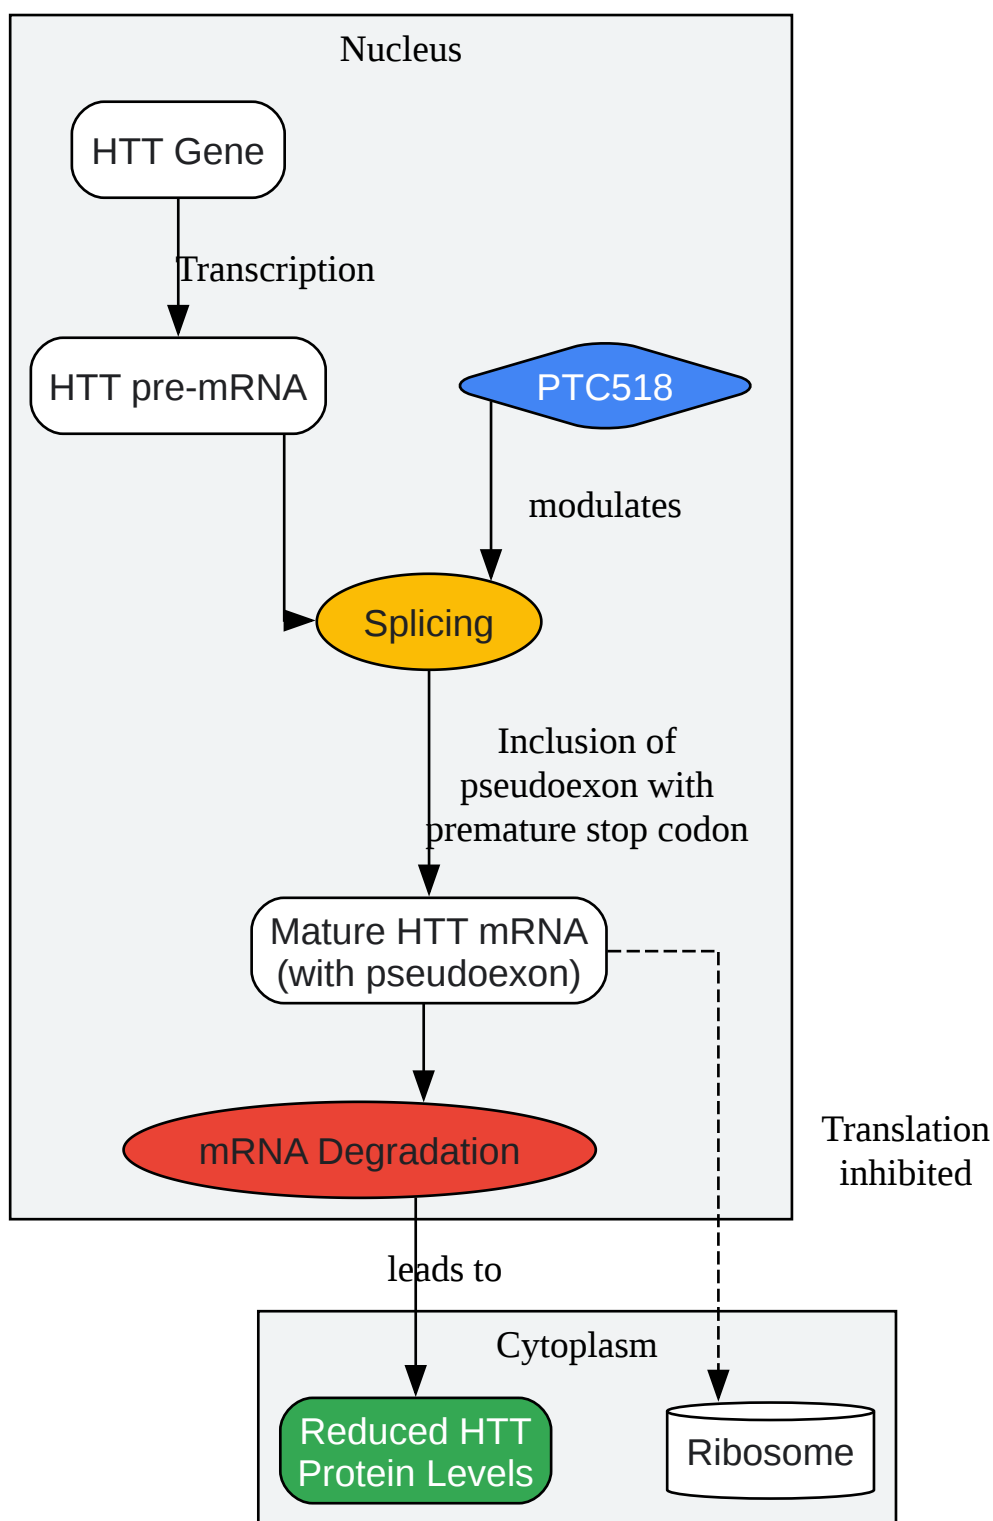 Nucleus
HTT Gene
Transcription
HTT pre-mRNA
PTC518
modulates
Splicing
Inclusion of
pseudoexon with
premature stop codon
Mature HTT mRNA
(with pseudoexon)
mRNA Degradation
Translation
inhibited
leads to
Cytoplasm
Reduced HTT
Protein Levels
Ribosome